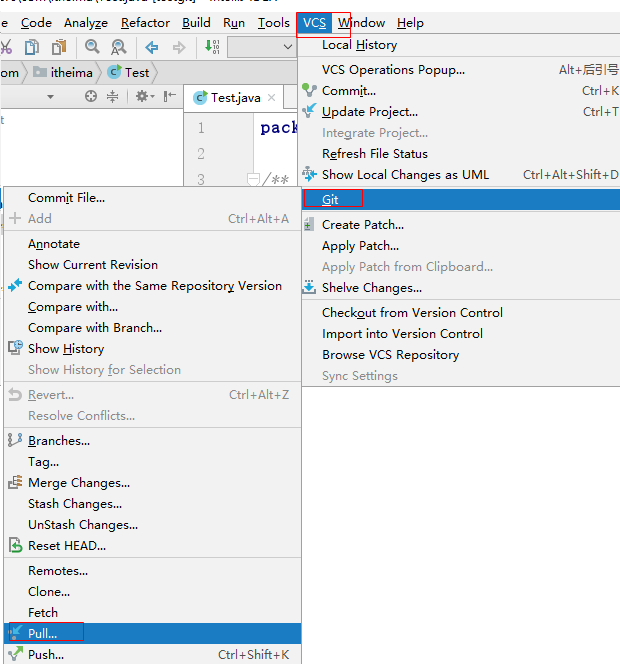 ze Code Analyze Refactor Build Run Tools VCS Window Help
om itheima Test
Test.java
1 pack
2
3 /**
Local History
VCS Operations Popup... Alt+后引号
Commit... Ctrl+K
Update Project... Ctrl+T
Integrate Project...
Refresh File Status
Show Local Changes as UML Ctrl+Alt+Shift+D
Git
Create Patch...
Apply Patch...
Apply Patch from Clipboard...
Shelve Changes...
Checkout from Version Control
Import into Version Control
Browse VCS Repository
Sync Settings
Commit File...
Add Ctrl+Alt+A
Annotate
Show Current Revision
Compare with the Same Repository Version
Compare with...
Compare with Branch...
Show History
Show History for Selection
Revert... Ctrl+Alt+Z
Resolve Conflicts...
Branches...
Tag...
Merge Changes...
Stash Changes...
UnStash Changes...
Reset HEAD...
Remotes...
Clone...
Fetch
Pull...
Push... Ctrl+Shift+K